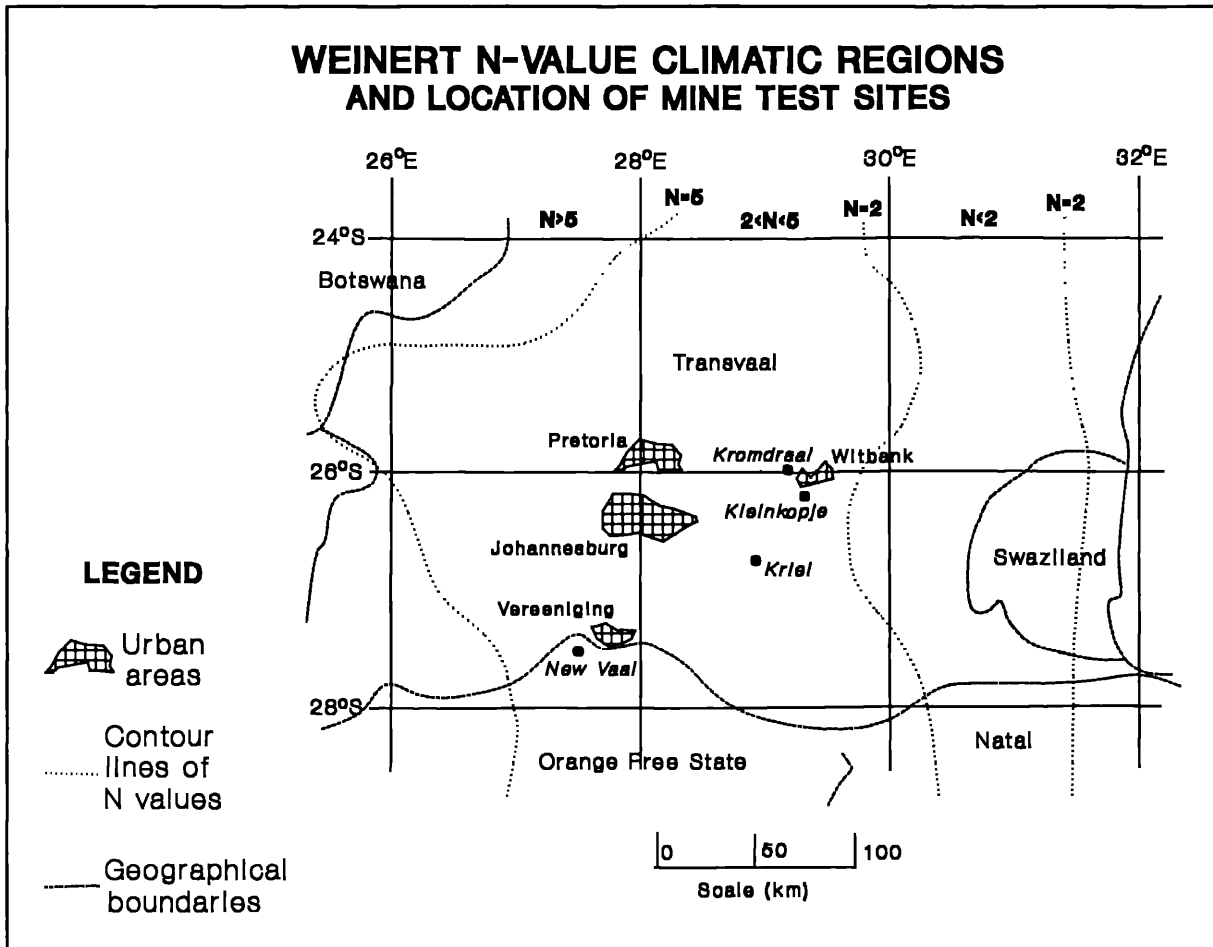 WEINERT N-VALUE CLIMATIC REGIONS
AND LOCATION OF MINE TEST SITES
26°E 28°E 30°E 32°E
N>5 N=5 2<N<5 N=2 N<2 N=2
24°S
Botswana
Transvaal
Pretoria
Kromdraai
Witbank
26°S
Kleinkopje
Johannesburg
Kriel
Swaziland
Vereeniging
New Vaal
28°S
Natal
Orange Free State
0 50 100
Scale (km)
LEGEND
Urban
areas
Contour
lines of
N values
Geographical
boundaries